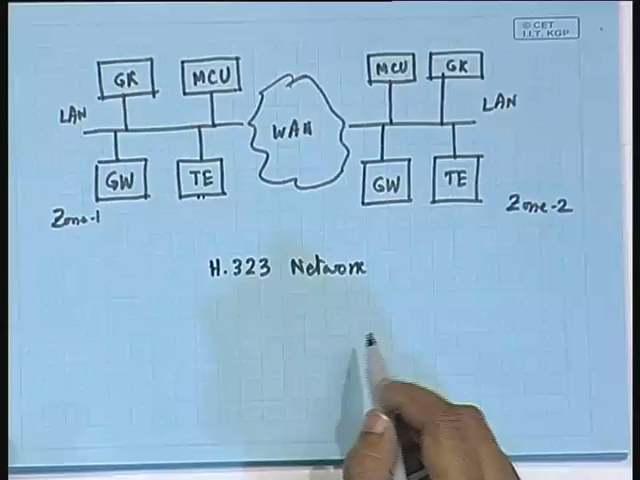 © CET
I.I.T. KGP
GK
MCU
MCU
GK
LAN
LAN
WAN
GW
TE
GW
TE
Zone-1
Zone-2
H.323 Network